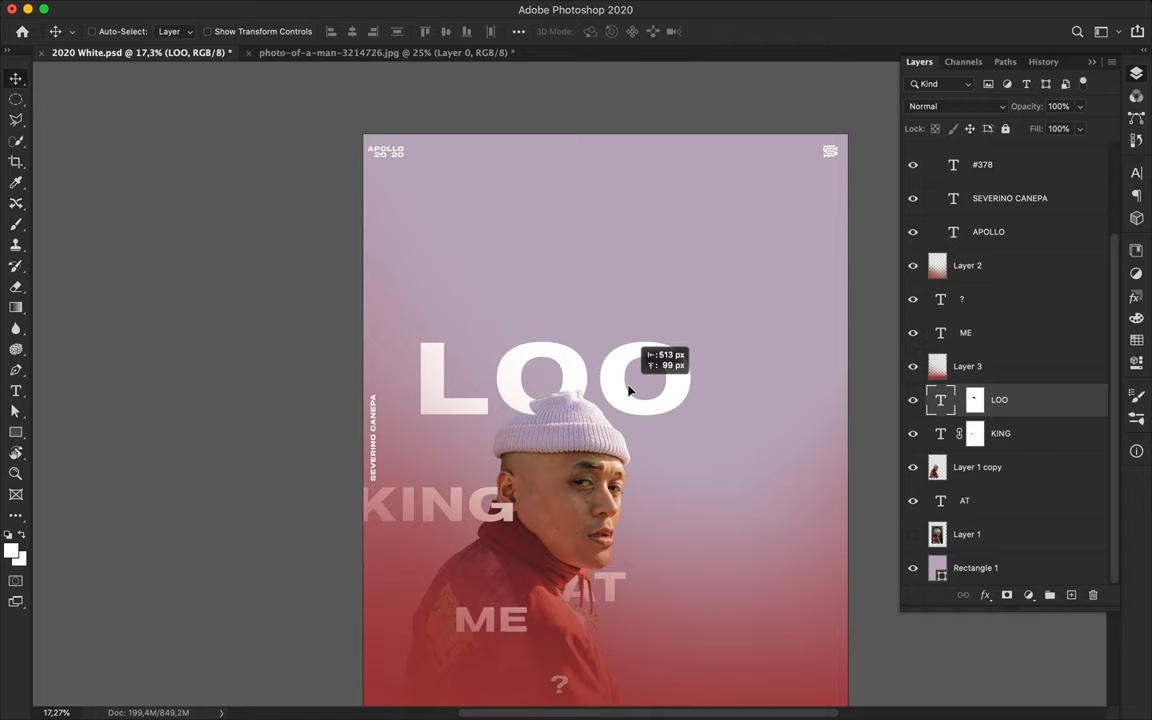 Adobe Photoshop 2020
Auto-Select: Layer Show Transform Controls 3D Mode:
2020 White.psd @ 17,3% (LOO, RGB/8) * photo-of-a-man-3214726.jpg @ 25% (Layer 0, RGB/8) *
Layers Channels Paths History
Kind
Normal Opacity: 100%
Lock: Fill: 100%
#378
SEVERINO CANEPA
APOLLO
Layer 2
?
ME
Layer 3
LOO
KING
Layer 1 copy
AT
Layer 1
Rectangle 1
APOLLO
20 20
LOO
513 px
99 px
SEVERINO CANEPA
KING
AT
ME
?
17,27% Doc: 199,4M/849,2M